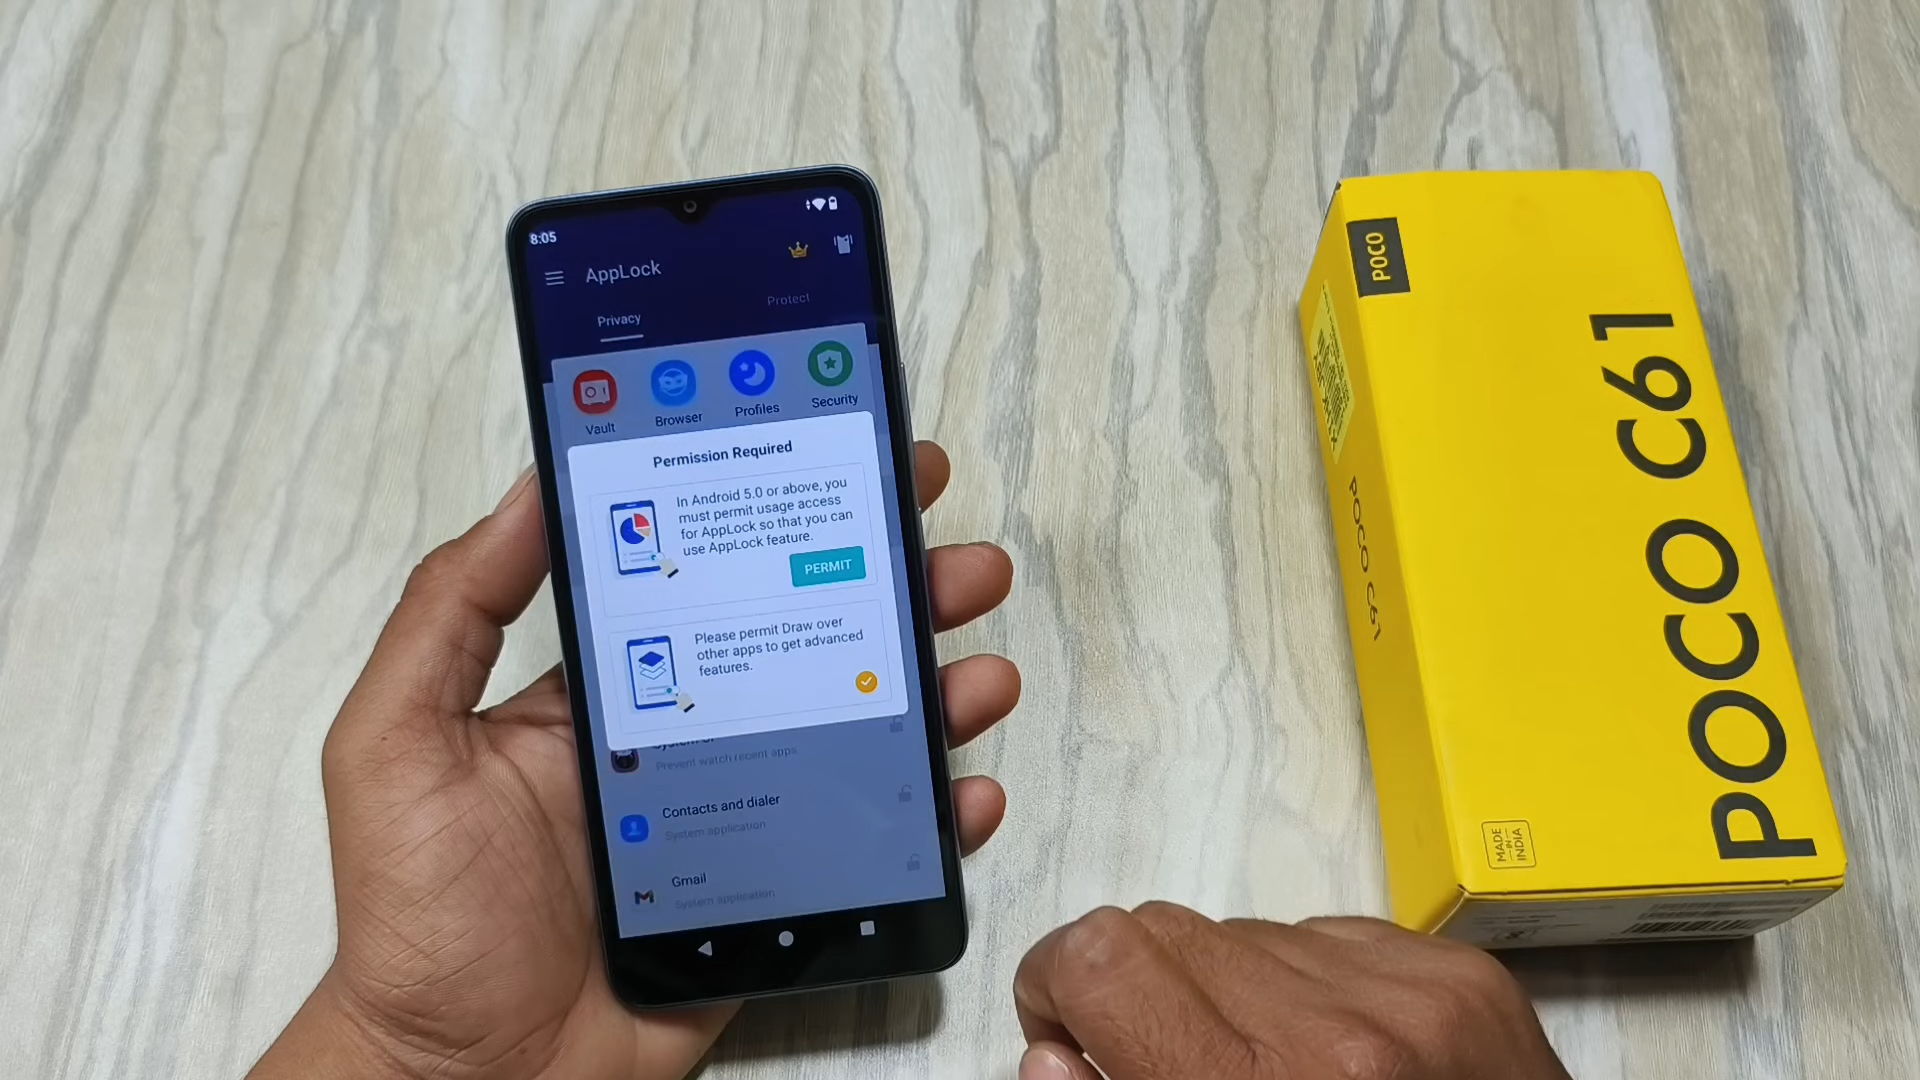 8:05
AppLock
Privacy
Protect
Vault
Browser
Profiles
Security
Permission Required
In Android 5.0 or above, you
must permit usage access
for AppLock so that you can
use AppLock feature.
PERMIT
Please permit Draw over
other apps to get advanced
features.
Prevent watch recent apps
Contacts and dialer
System application
Gmail
System application
POCO
POCO C61
POCO C61
MADE
IN
INDIA